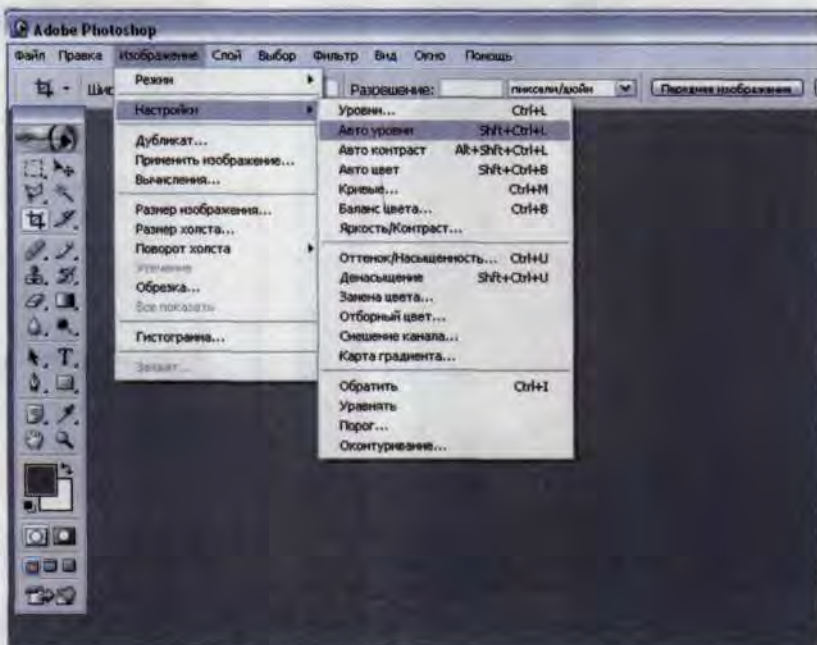 Adobe Photoshop
Файл Правка Изображение Слой Выбор Фильтр Вид Окно Помощь
Разрешение: пиксели/дюйм Переднее изображение
Режим
Настройки
Дубликат...
Применить изображение...
Вычисления...
Размер изображения...
Размер холста...
Поворот холста
Обрезка...
Все показать
Гистограмма...
Захват...
Уровни... Ctrl+L
Авто уровни Shft+Ctrl+L
Авто контраст Alt+Shft+Ctrl+L
Авто цвет Shft+Ctrl+B
Кривые... Ctrl+M
Баланс цвета... Ctrl+B
Яркость/Контраст...
Оттенок/Насыщенность... Ctrl+U
Денасыщение Shft+Ctrl+U
Замена цвета...
Отборный цвет...
Смешение канала...
Карта градиента...
Обратить Ctrl+I
Уравнять
Порог...
Оконтуривание...